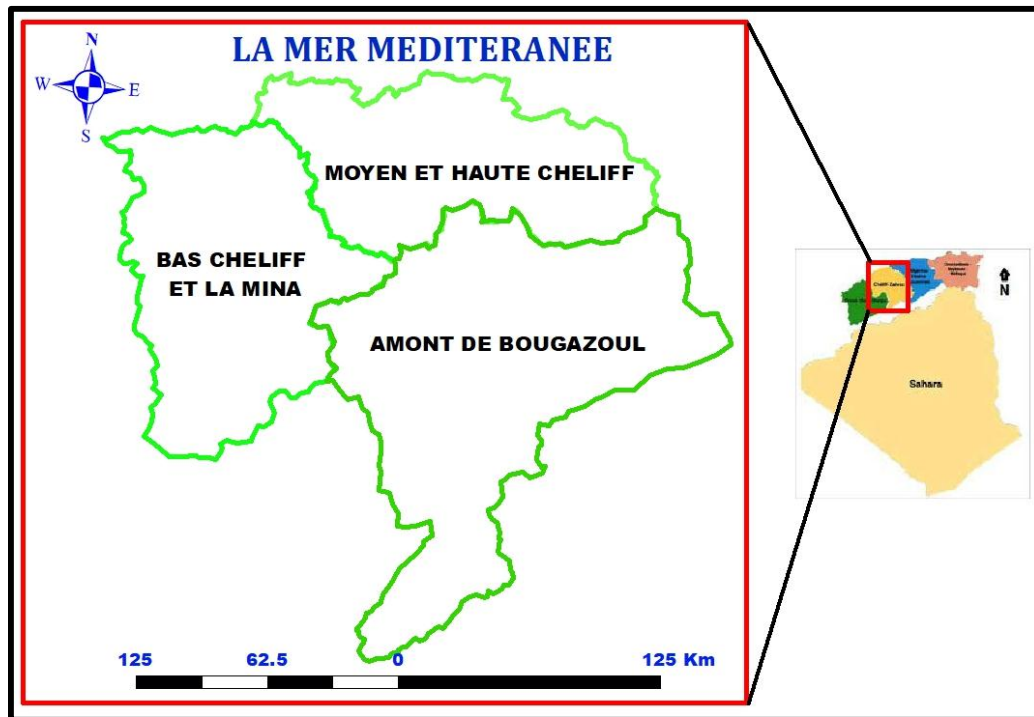 N
W E
S
LA MER MEDITERANEE
MOYEN ET HAUTE CHELIFF
BAS CHELIFF
ET LA MINA
AMONT DE BOUGAZOUL
125 62.5 0 125 Km
N
Sahara